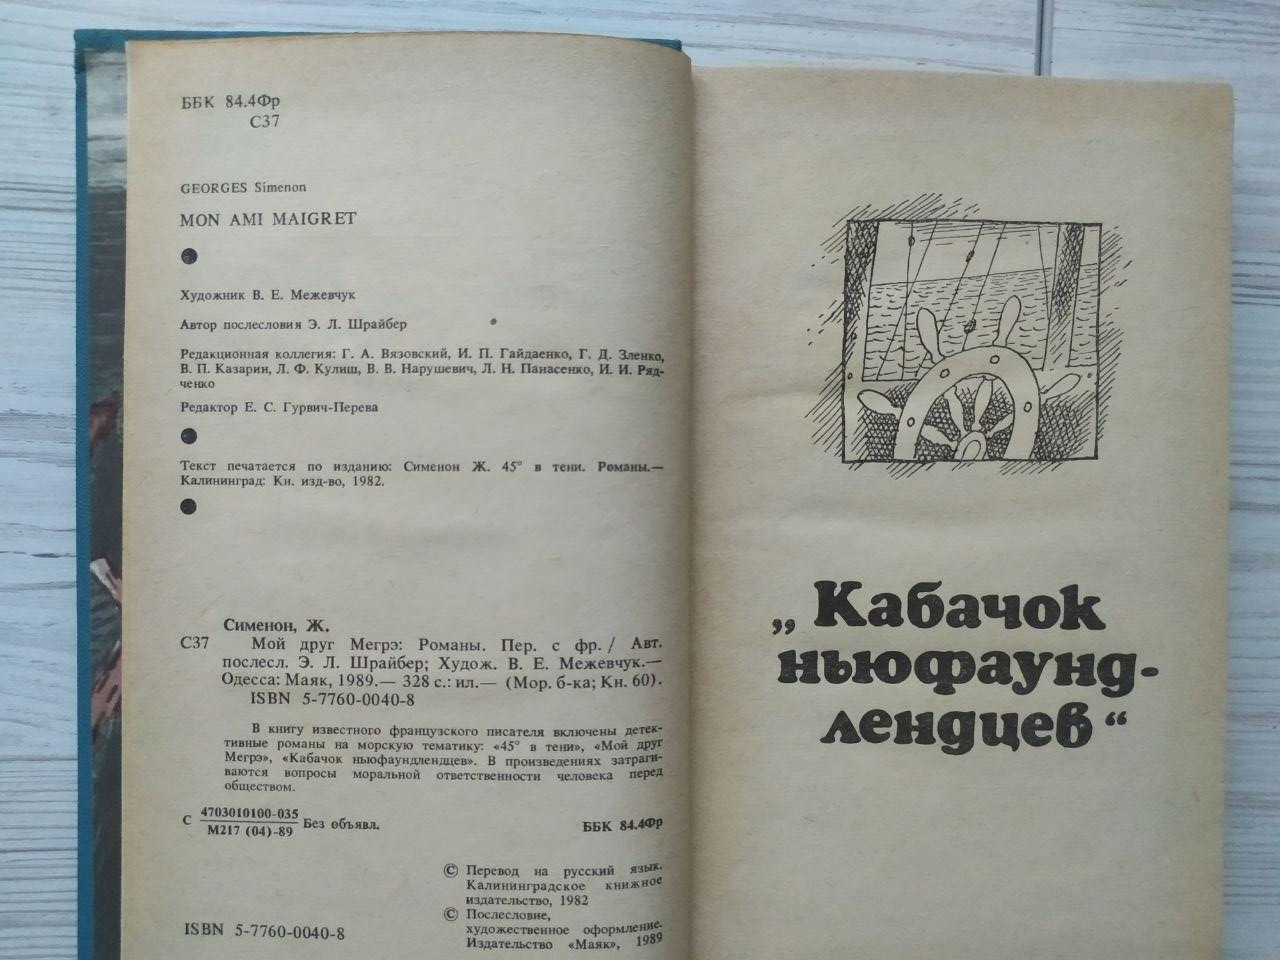 ББК 84.4Фр
С37
GEORGES Simenon
MON AMI MAIGRET
Художник В. Е. Межевчук
Автор послесловия Э. Л. Шрайбер
Редакционная коллегия: Г. А. Вязовский, И. П. Гайдаенко, Г. Д. Зленко,
В. П. Казарин, Л. Ф. Кулиш, В. В. Нарушевич, Л. Н. Панасенко, И. И. Ряд-
ченко
Редактор Е. С. Гурвич-Перева
Текст печатается по изданию: Сименон Ж. 45° в тени. Романы.—
Калининград: Кн. изд-во, 1982.
Сименон, Ж.
С37 Мой друг Мегрэ: Романы. Пер. с фр. / Авт.
послесл. Э. Л. Шрайбер; Худож. В. Е. Межевчук.—
Одесса: Маяк, 1989.— 328 с.: ил.— (Мор. б-ка; Кн. 60).
ISBN 5-7760-0040-8
В книгу известного французского писателя включены детек-
тивные романы на морскую тематику: «45° в тени», «Мой друг
Мегрэ», «Кабачок ньюфаундлендцев». В произведениях затраги-
ваются вопросы моральной ответственности человека перед
обществом.
С 4703010100-035
М217 (04)-89 Без объявл.
ББК 84.4Фр
© Перевод на русский язык.
Калининградское книжное
издательство, 1982
© Послесловие,
художественное оформление.
Издательство «Маяк», 1989
ISBN 5-7760-0040-8
„Кабачок
ньюфаунд-
лендцев“